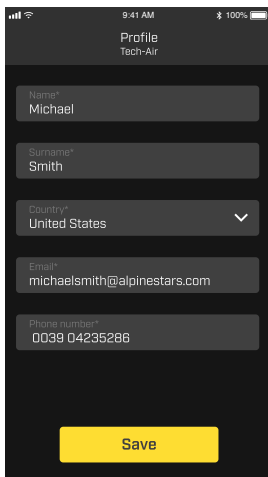 9:41 AM
100%
Profile
Tech-Air
Name*
Michael
Surname*
Smith
Country*
United States
Email*
michaelsmith@alpinestars.com
Phone number*
0039 04235286
Save